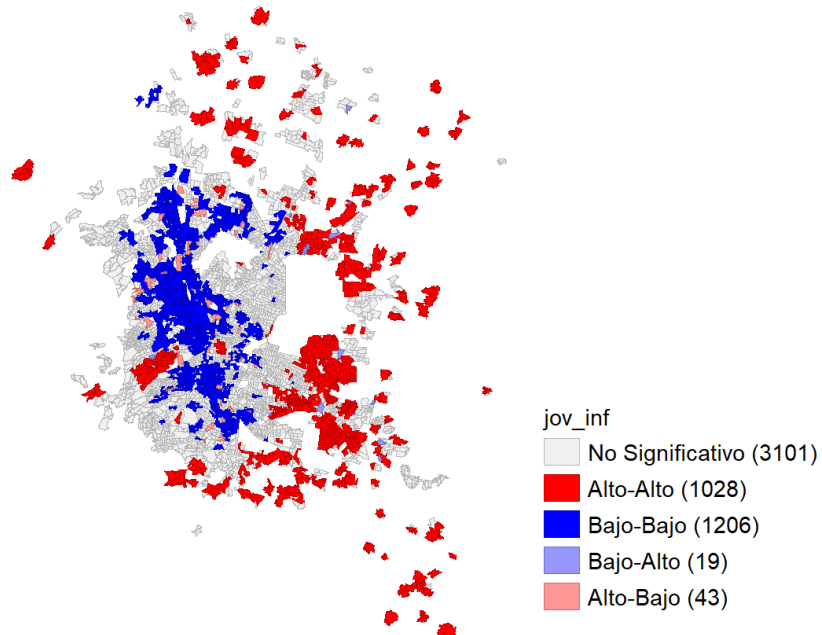 jov_inf
No Significativo (3101)
Alto-Alto (1028)
Bajo-Bajo (1206)
Bajo-Alto (19)
Alto-Bajo (43)